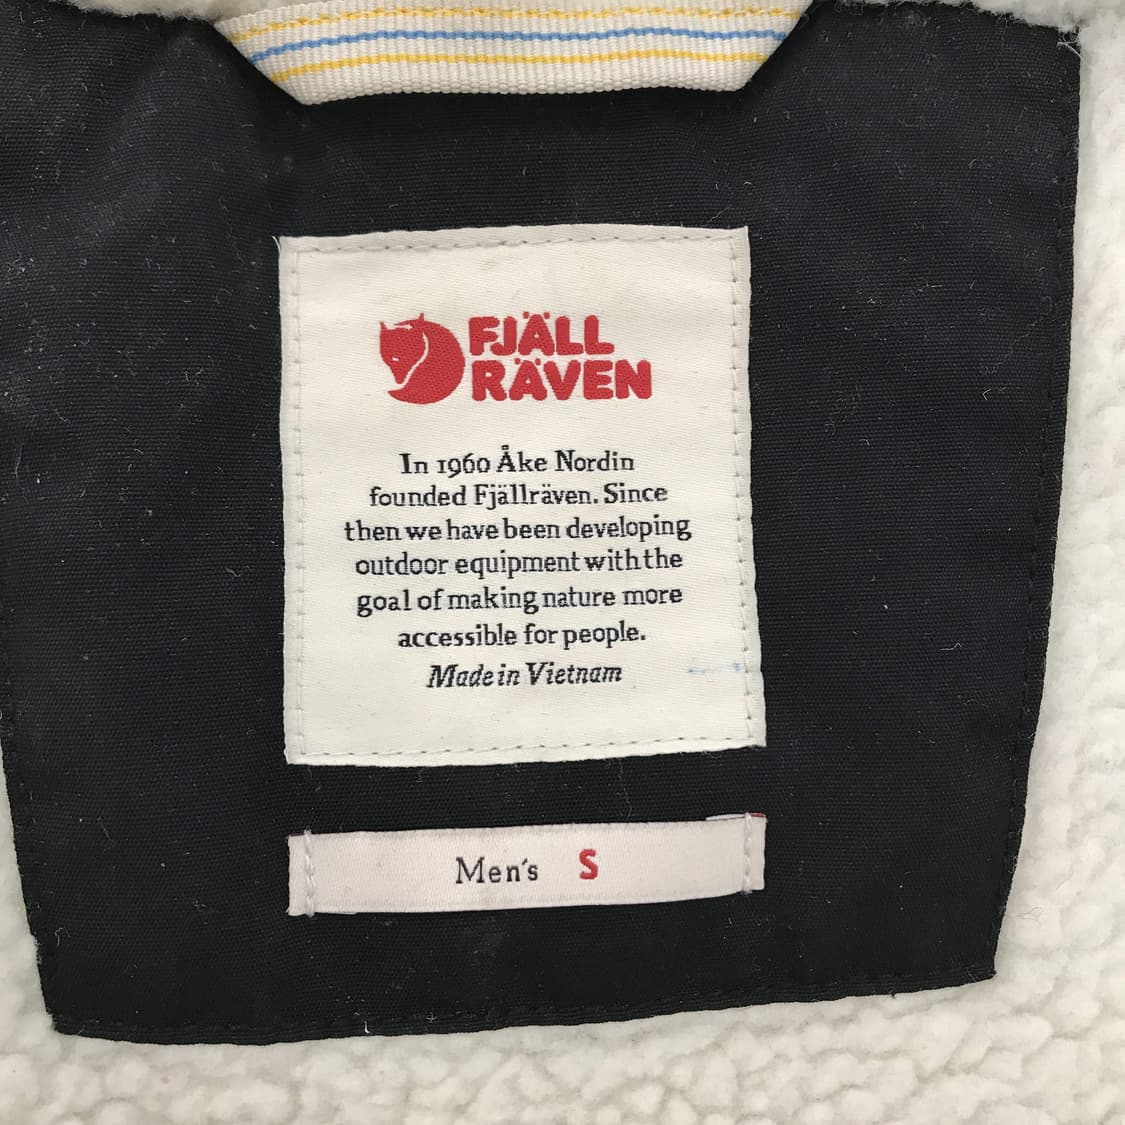 FJÄLL
RÄVEN
In 1960 Åke Nordin
founded Fjällräven. Since
then we have been developing
outdoor equipment with the
goal of making nature more
accessible for people.
Made in Vietnam
Men's S